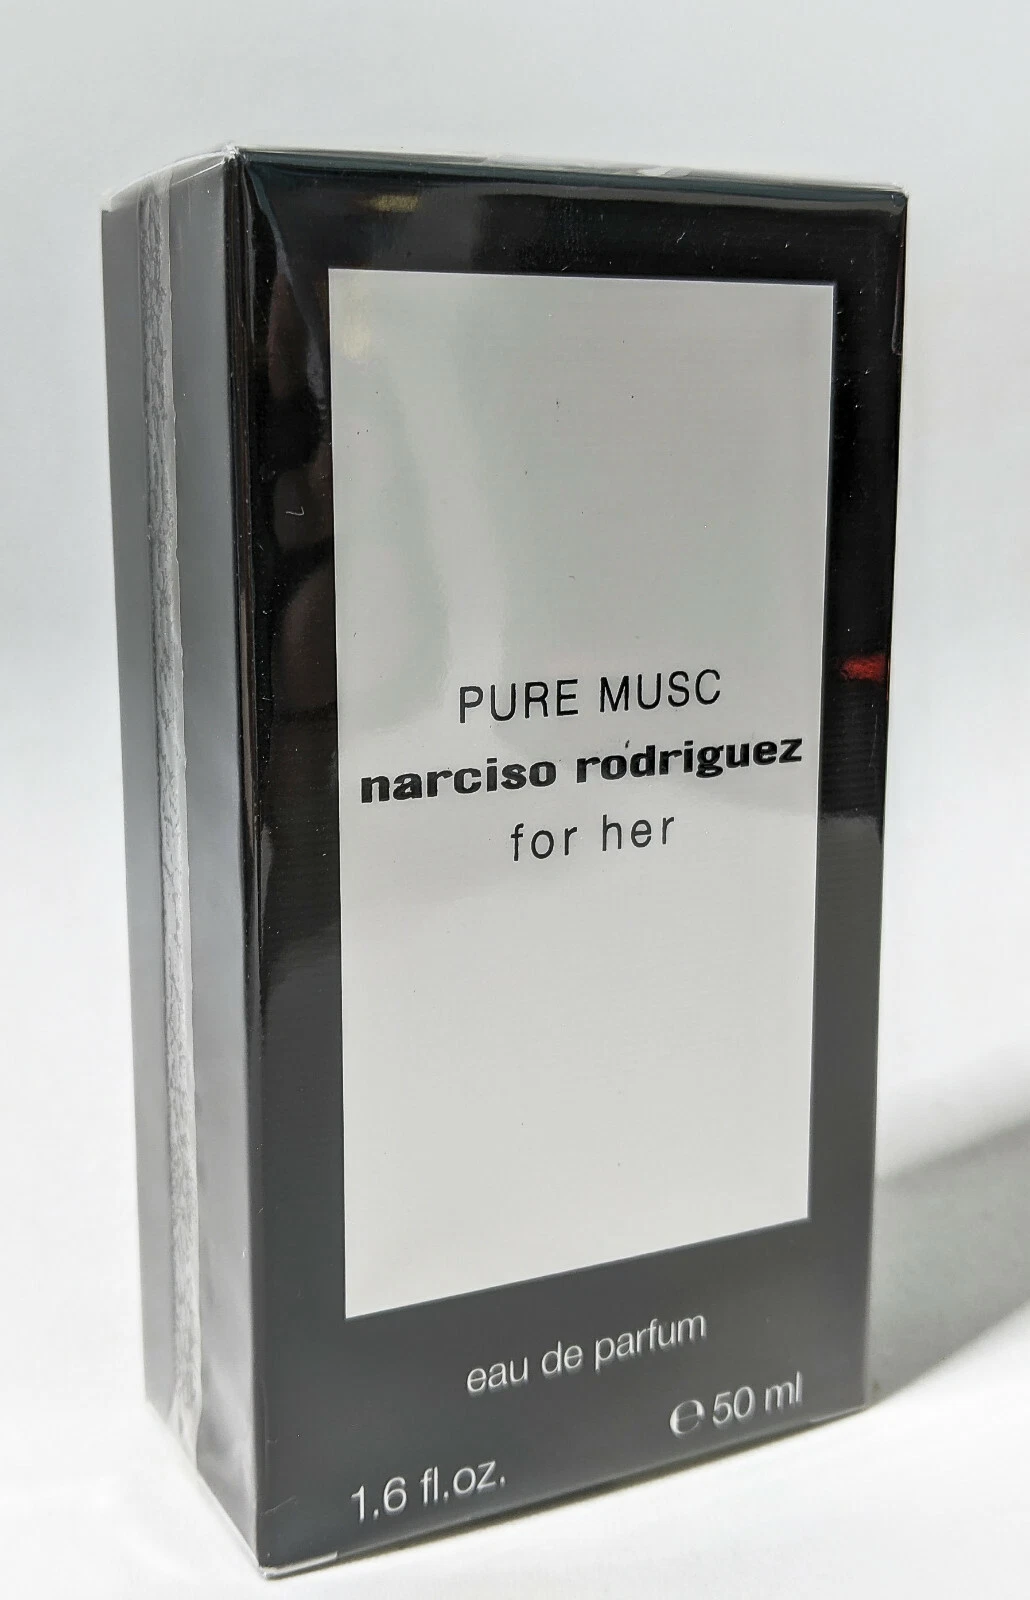 PURE MUSC
narciso rodriguez
for her
eau de parfum
℮ 50 ml
1.6 fl.oz.